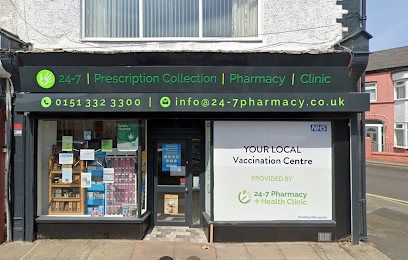 24-7 | Prescription Collection | Pharmacy | Clinic
0151 332 3300 | info@24-7pharmacy.co.uk
NHS
YOUR LOCAL
Vaccination Centre
PROVIDED BY
24-7 Pharmacy
+ Health Clinic